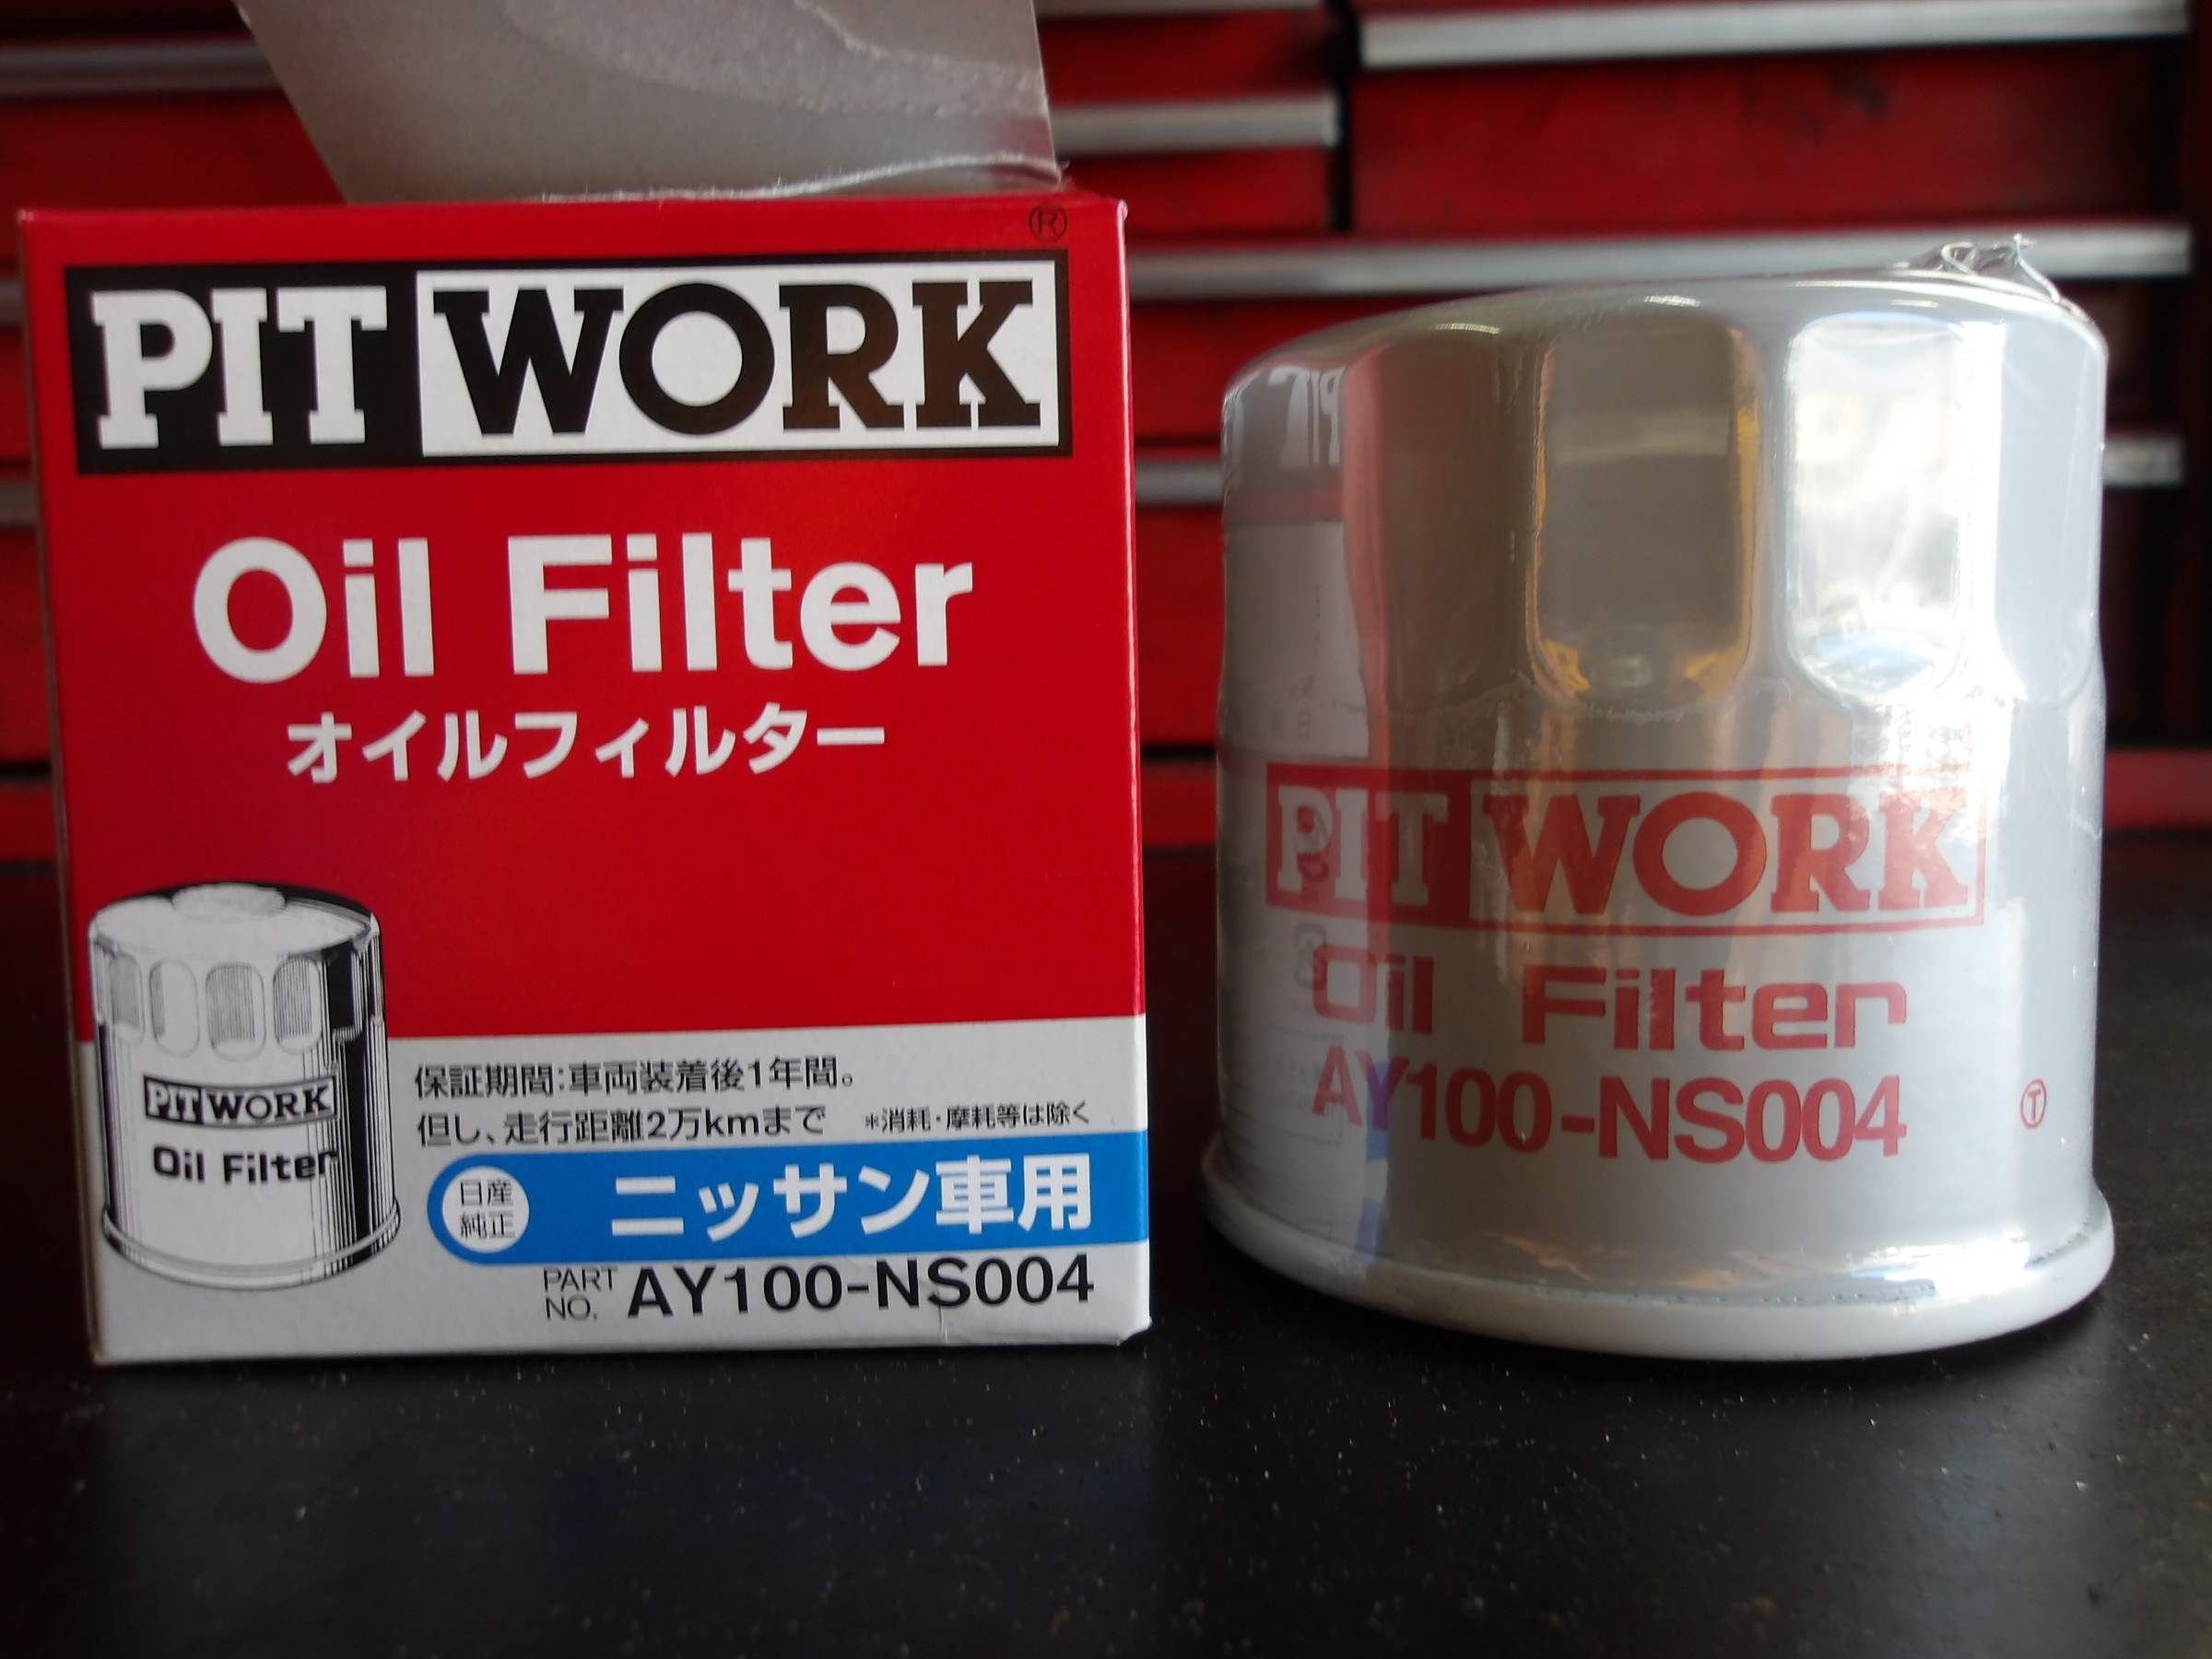 ®
PIT WORK
Oil Filter
オイルフィルター
PIT WORK
Oil Filter
保証期間:車両装着後1年間。
但し、走行距離2万kmまで ＊消耗・摩耗等は除く
日産
純正
ニッサン車用
PART
NO. AY100-NS004
PIT WORK
Oil Filter
AY100-NS004
T